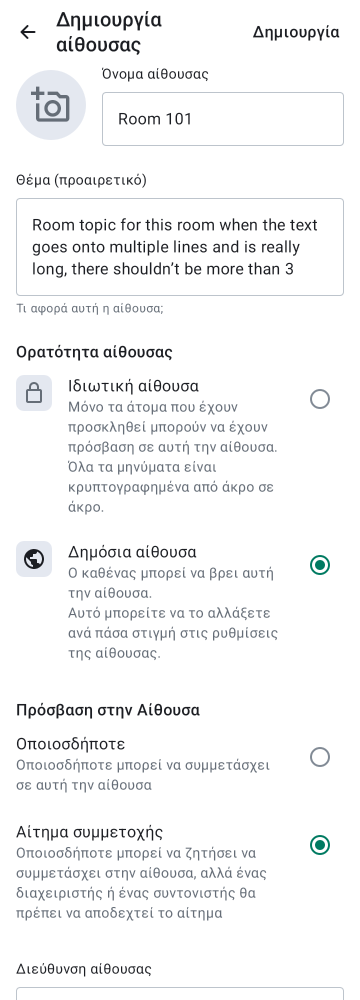 Δημιουργία
αίθουσας
Δημιουργία
Όνομα αίθουσας
Room 101
Θέμα (προαιρετικό)
Room topic for this room when the text
goes onto multiple lines and is really
long, there shouldn’t be more than 3
Τι αφορά αυτή η αίθουσα;
Ορατότητα αίθουσας
Ιδιωτική αίθουσα
Μόνο τα άτομα που έχουν
προσκληθεί μπορούν να έχουν
πρόσβαση σε αυτή την αίθουσα.
Όλα τα μηνύματα είναι
κρυπτογραφημένα από άκρο σε
άκρο.
Δημόσια αίθουσα
Ο καθένας μπορεί να βρει αυτή
την αίθουσα.
Αυτό μπορείτε να το αλλάξετε
ανά πάσα στιγμή στις ρυθμίσεις
της αίθουσας.
Πρόσβαση στην Αίθουσα
Οποιοσδήποτε
Οποιοσδήποτε μπορεί να συμμετάσχει
σε αυτή την αίθουσα
Αίτημα συμμετοχής
Οποιοσδήποτε μπορεί να ζητήσει να
συμμετάσχει στην αίθουσα, αλλά ένας
διαχειριστής ή ένας συντονιστής θα
πρέπει να αποδεχτεί το αίτημα
Διεύθυνση αίθουσας